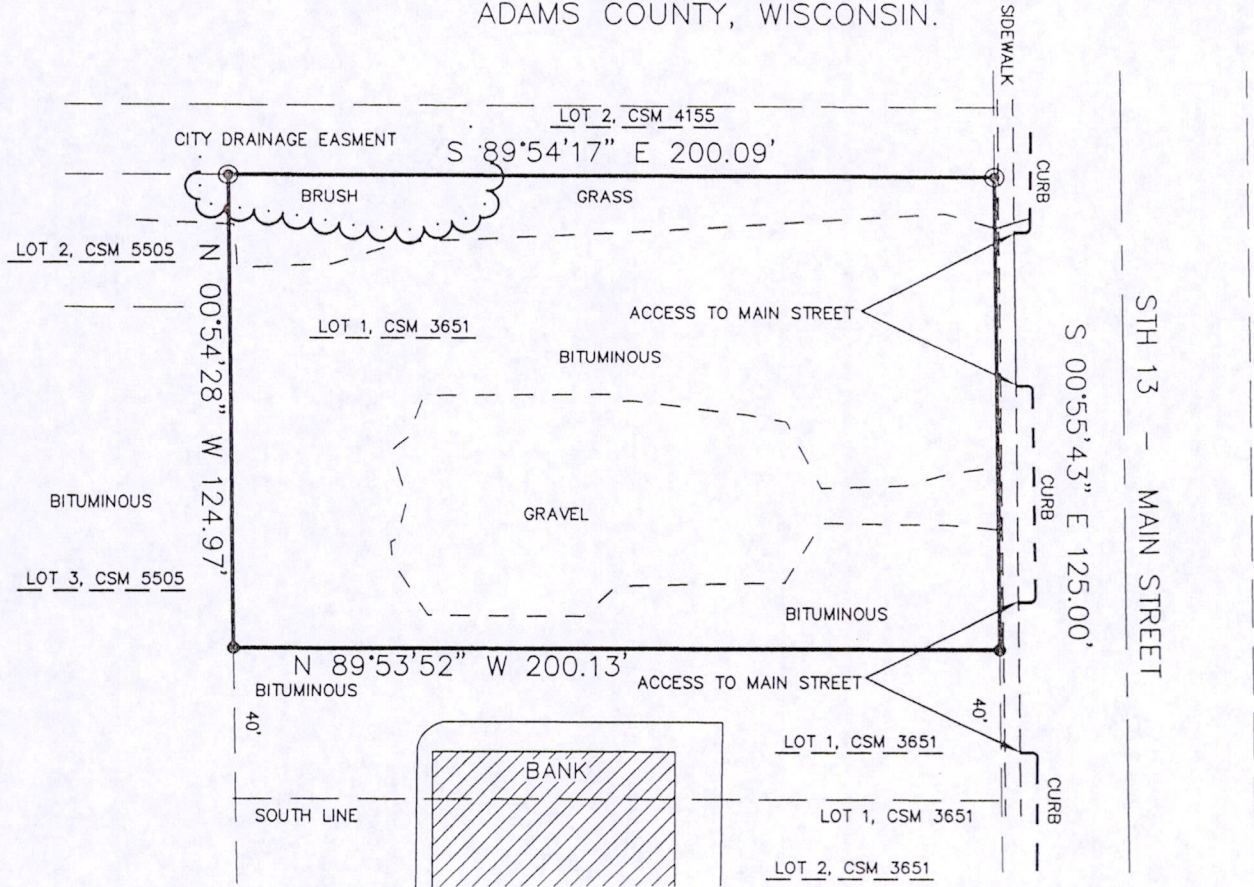 ADAMS COUNTY, WISCONSIN.
SIDEWALK
LOT 2, CSM 4155
CITY DRAINAGE EASMENT
S 89°54'17" E 200.09'
CURB
BRUSH
GRASS
LOT 2, CSM 5505
N 00°54'28" W 124.97'
ACCESS TO MAIN STREET
LOT 1, CSM 3651
BITUMINOUS
S 00°55'43" E 125.00'
STH 13 - MAIN STREET
BITUMINOUS
GRAVEL
CURB
LOT 3, CSM 5505
BITUMINOUS
N 89°53'52" W 200.13'
BITUMINOUS
ACCESS TO MAIN STREET
40'
40'
LOT 1, CSM 3651
BANK
CURB
SOUTH LINE
LOT 1, CSM 3651
LOT 2, CSM 3651